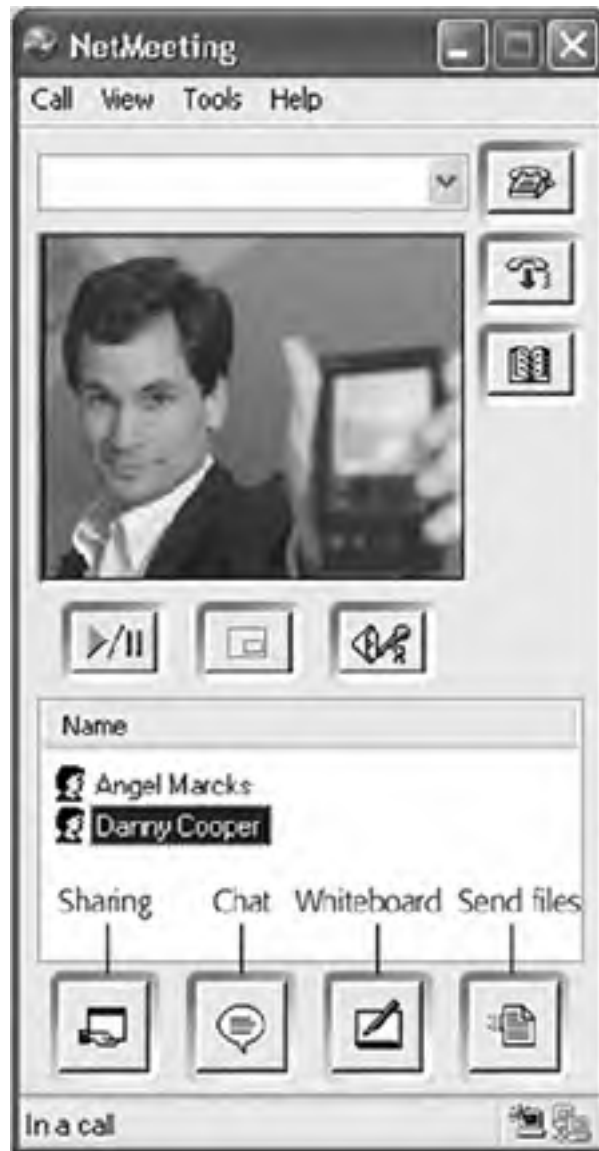 NetMeeting
Call View Tools Help
Name
Angel Marcks
Danny Cooper
Sharing Chat Whiteboard Send files
In a call